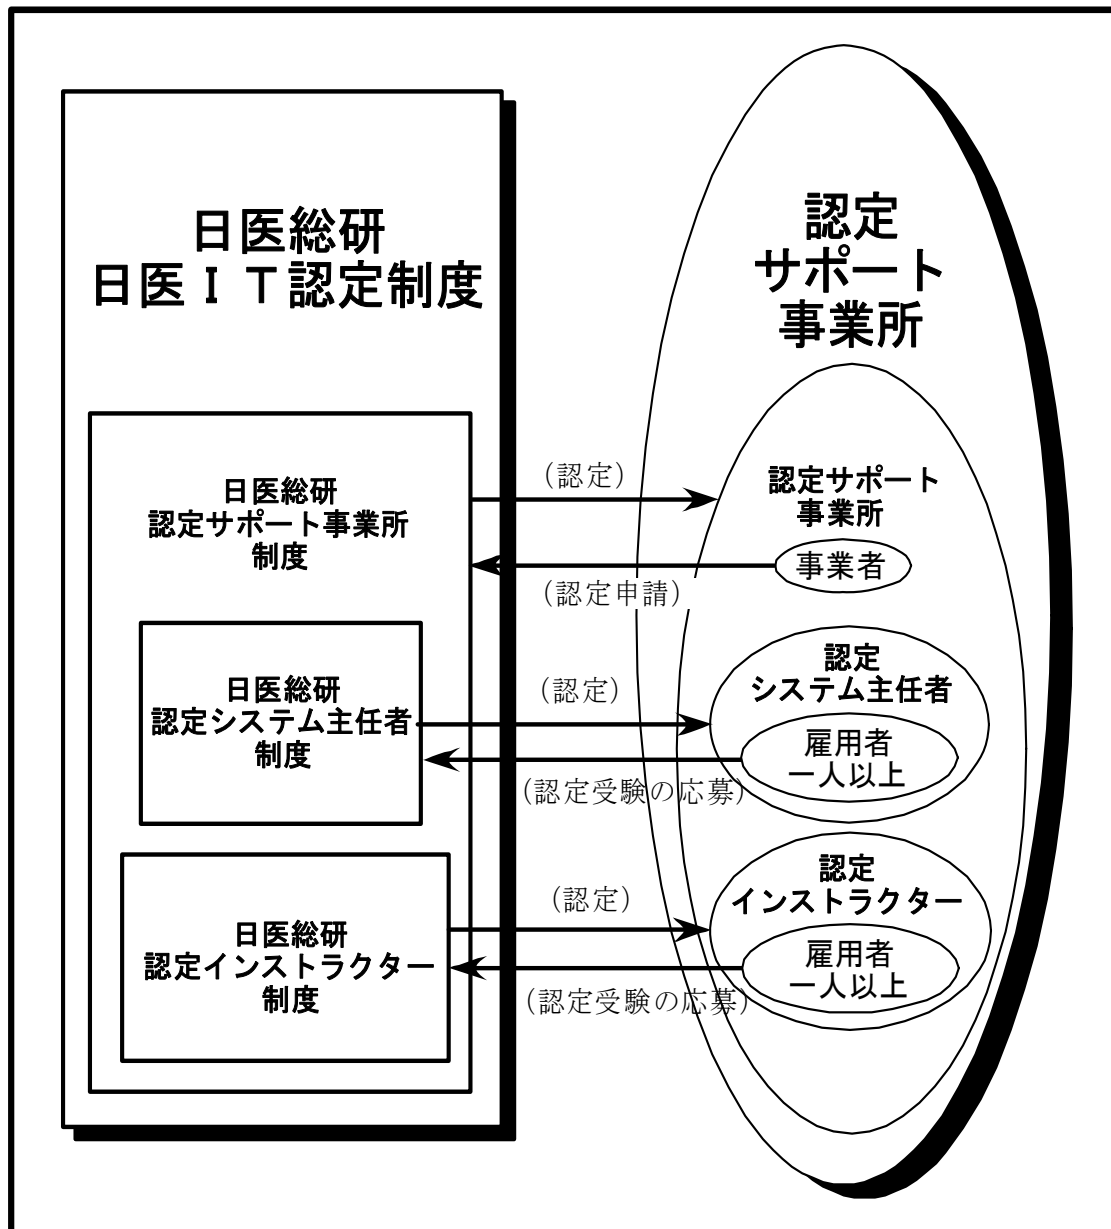 日医総研
日医ＩＴ認定制度
日医総研
認定サポート事業所
制度
日医総研
認定システム主任者
制度
日医総研
認定インストラクター
制度
（認定）
（認定申請）
（認定）
（認定受験の応募）
（認定）
（認定受験の応募）
認定
サポート
事業所
認定サポート
事業所
事業者
認定
システム主任者
雇用者
一人以上
認定
インストラクター
雇用者
一人以上